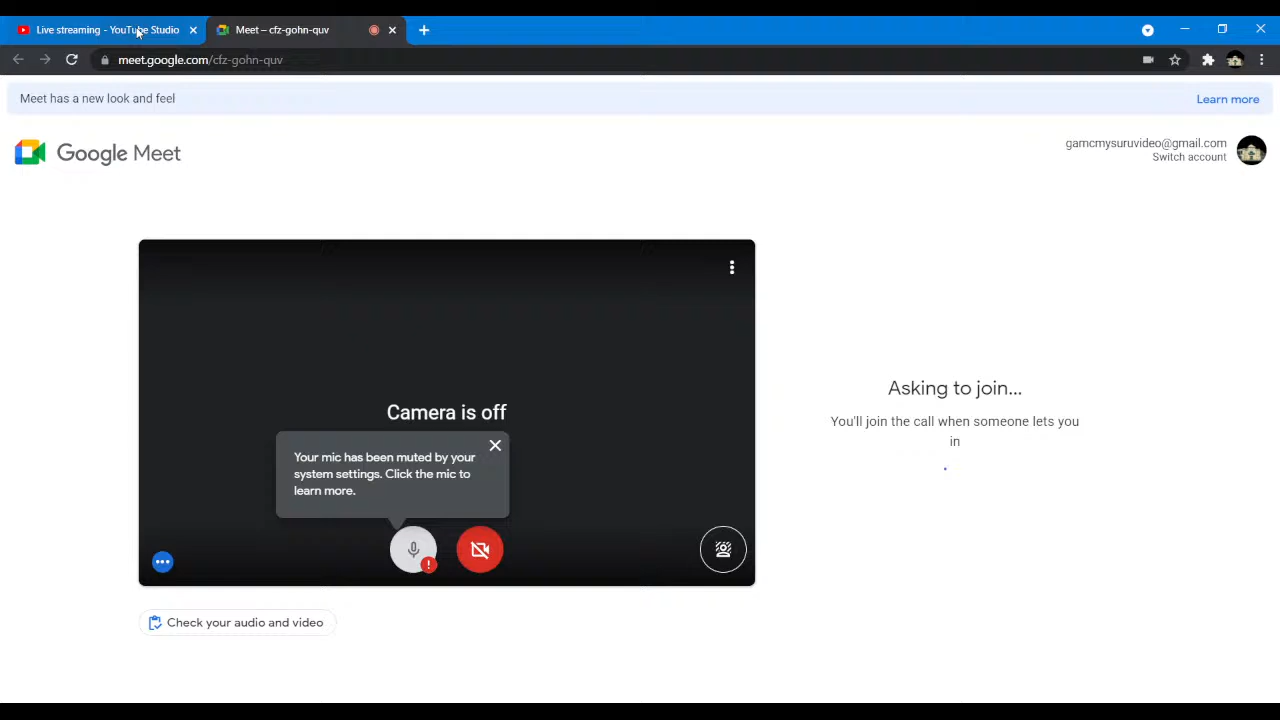 Live streaming - YouTube Studio
Meet – cfz-gohn-quv
meet.google.com/cfz-gohn-quv
Meet has a new look and feel
Learn more
Google Meet
gamcmysuruvideo@gmail.com
Switch account
Camera is off
Your mic has been muted by your
system settings. Click the mic to
learn more.
Asking to join...
You'll join the call when someone lets you
in
Check your audio and video